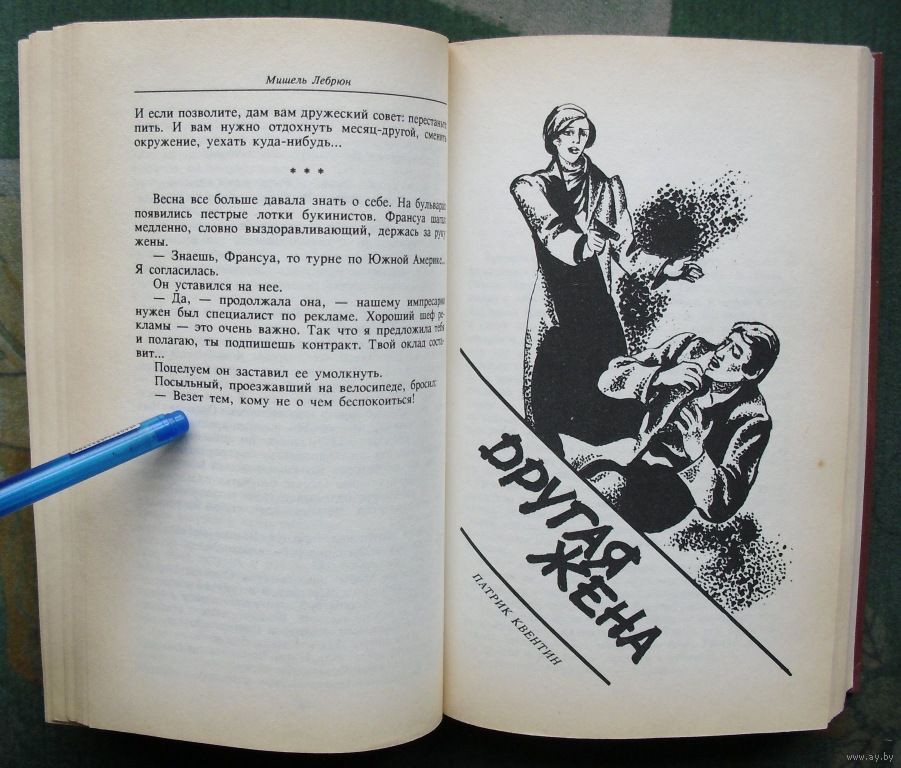 Мишель Лебрюн
И если позволите, дам вам дружеский совет: перестаньте
пить. И вам нужно отдохнуть месяц-другой, сменить
окружение, уехать куда-нибудь...
* * *
Весна все больше давала знать о себе. На бульварах
появились пестрые лотки букинистов. Франсуа шагал
медленно, словно выздоравливающий, держась за руку
жены.
— Знаешь, Франсуа, то турне по Южной Америке...
Я согласилась.
Он уставился на нее.
— Да, — продолжала она, — нашему импресарио
нужен был специалист по рекламе. Хороший шеф ре-
кламы — это очень важно. Так что я предложила тебя
и полагаю, ты подпишешь контракт. Твой оклад соста-
вит...
Поцелуем он заставил ее умолкнуть.
Посыльный, проезжавший на велосипеде, бросил:
— Везет тем, кому не о чем беспокоиться!
ДРУГАЯ
ЖЕНА
ПАТРИК КВЕНТИН
www.ay.by